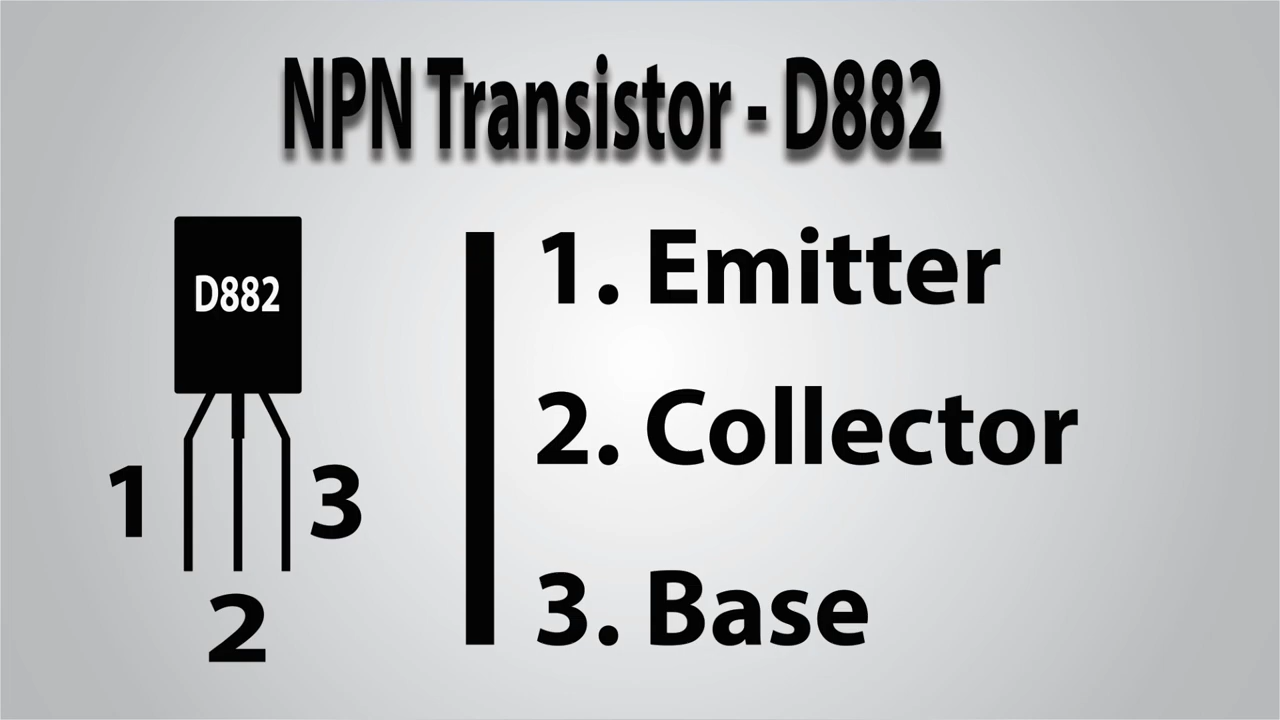 NPN Transistor - D882
D882
1
3
2
1. Emitter
2. Collector
3. Base